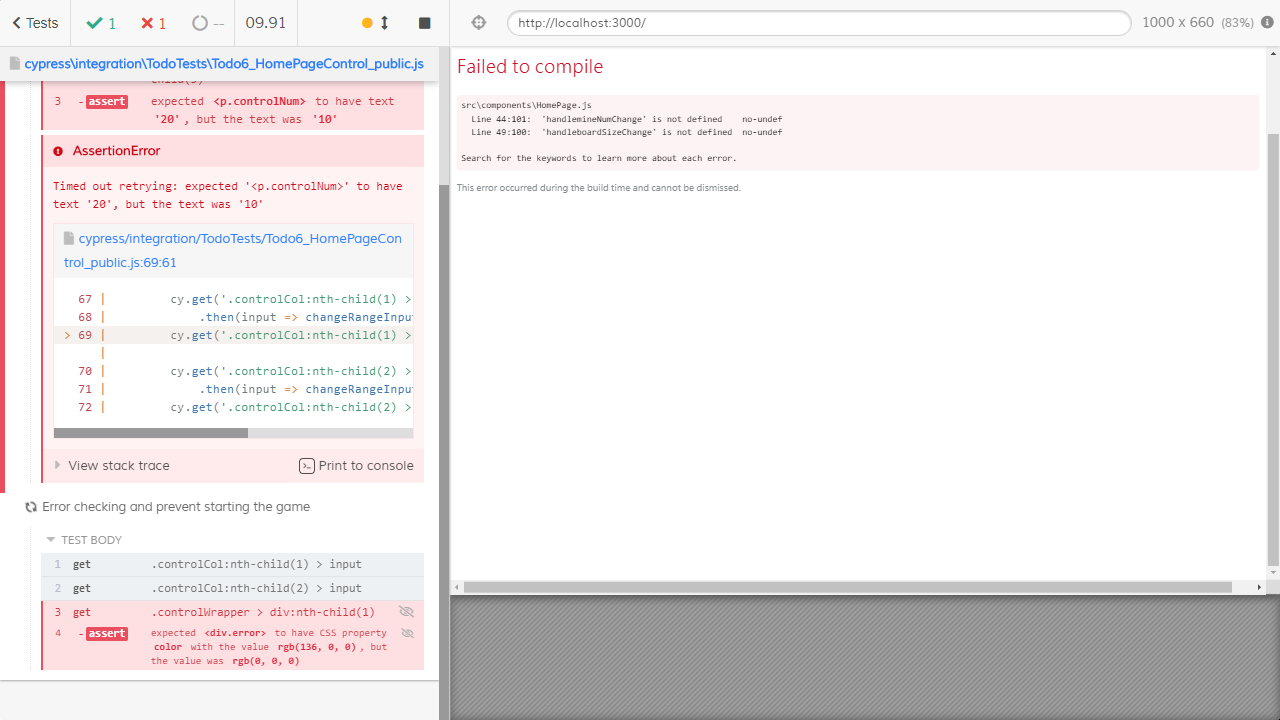 Tests
1
1
--
09.91
http://localhost:3000/
1000 x 660 (83%)
cypress\integration\TodoTests\Todo6_HomePageControl_public.js
3 -assert expected <p.controlNum> to have text
'20', but the text was '10'
AssertionError
Timed out retrying: expected '<p.controlNum>' to have
text '20', but the text was '10'
cypress/integration/TodoTests/Todo6_HomePageCon
trol_public.js:69:61
67 | cy.get('.controlCol:nth-child(1) >
68 | .then(input => changeRangeInpu
> 69 | cy.get('.controlCol:nth-child(1) >
|
70 | cy.get('.controlCol:nth-child(2) >
71 | .then(input => changeRangeInpu
72 | cy.get('.controlCol:nth-child(2) >
View stack trace
Print to console
Error checking and prevent starting the game
TEST BODY
1 get .controlCol:nth-child(1) > input
2 get .controlCol:nth-child(2) > input
3 get .controlWrapper > div:nth-child(1)
4 -assert expected <div.error> to have CSS property
color with the value rgb(136, 0, 0), but
the value was rgb(0, 0, 0)
Failed to compile
src\components\HomePage.js
Line 44:101: 'handlemineNumChange' is not defined no-undef
Line 49:100: 'handleboardSizeChange' is not defined no-undef
Search for the keywords to learn more about each error.
This error occurred during the build time and cannot be dismissed.